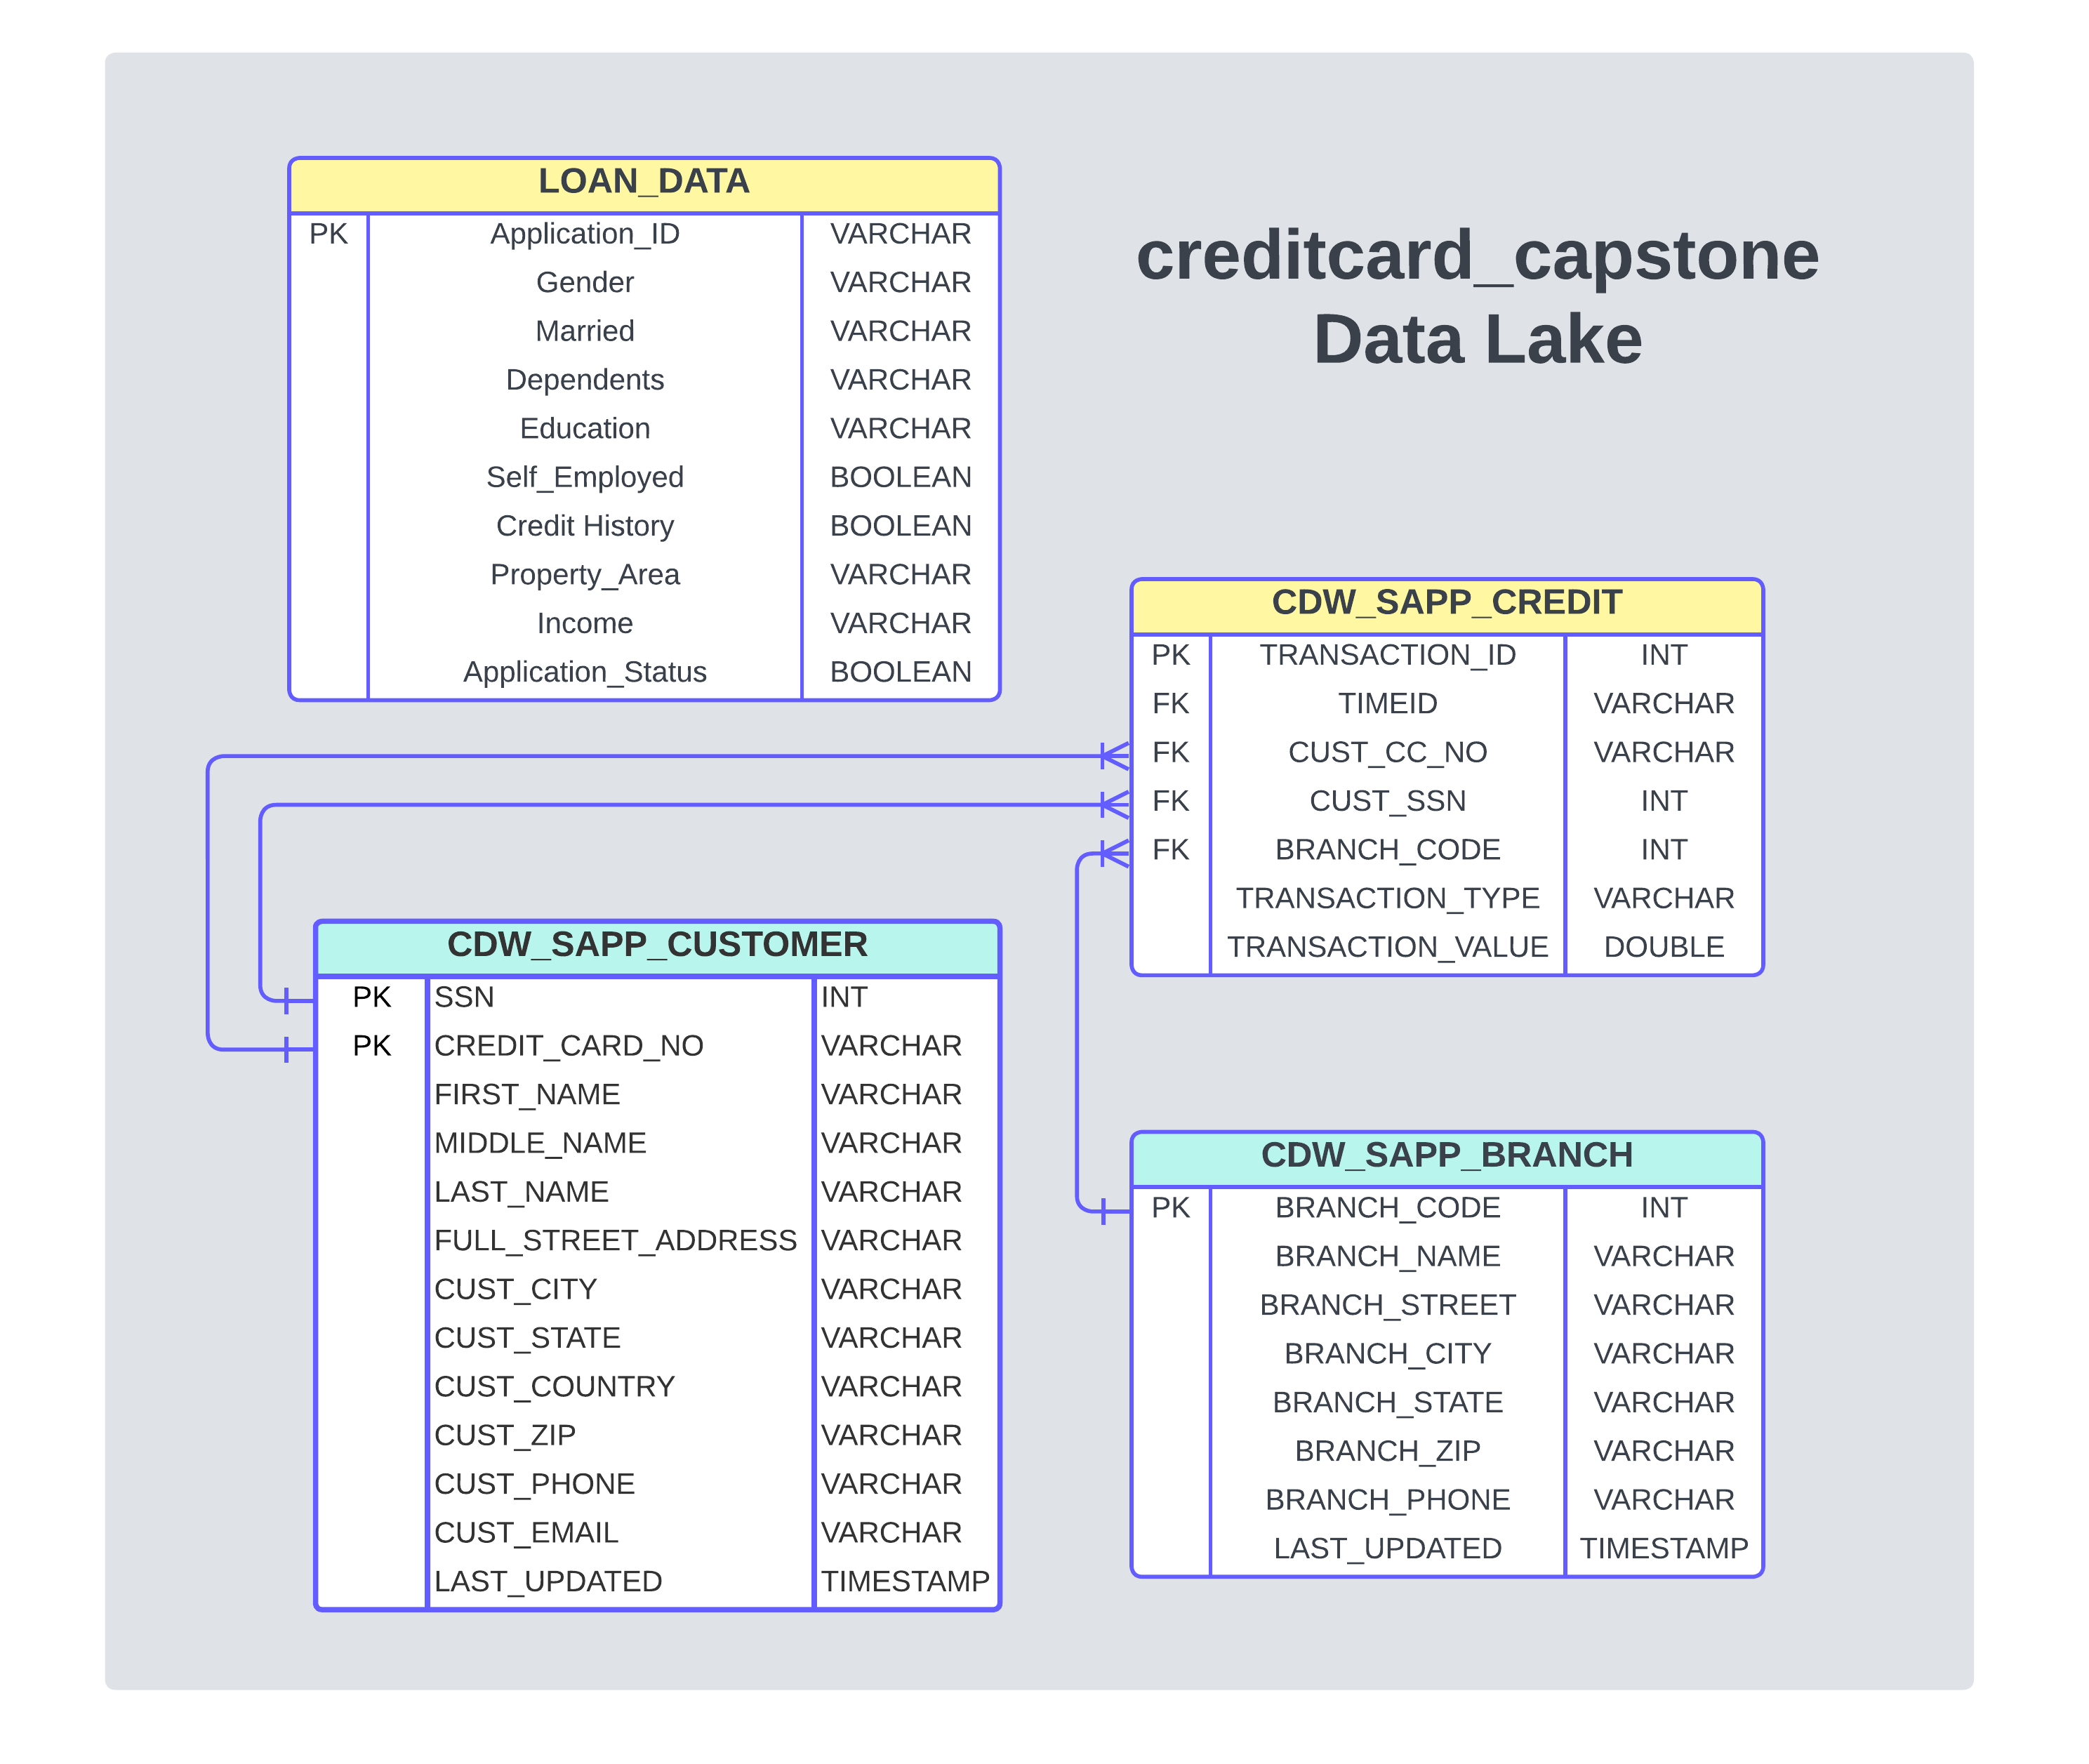 LOAN_DATA
PK Application_ID VARCHAR
Gender VARCHAR
Married VARCHAR
Dependents VARCHAR
Education VARCHAR
Self_Employed BOOLEAN
Credit History BOOLEAN
Property_Area VARCHAR
Income VARCHAR
Application_Status BOOLEAN
creditcard_capstone
Data Lake
CDW_SAPP_CREDIT
PK TRANSACTION_ID INT
FK TIMEID VARCHAR
FK CUST_CC_NO VARCHAR
FK CUST_SSN INT
FK BRANCH_CODE INT
TRANSACTION_TYPE VARCHAR
TRANSACTION_VALUE DOUBLE
CDW_SAPP_CUSTOMER
PK SSN INT
PK CREDIT_CARD_NO VARCHAR
FIRST_NAME VARCHAR
MIDDLE_NAME VARCHAR
LAST_NAME VARCHAR
FULL_STREET_ADDRESS VARCHAR
CUST_CITY VARCHAR
CUST_STATE VARCHAR
CUST_COUNTRY VARCHAR
CUST_ZIP VARCHAR
CUST_PHONE VARCHAR
CUST_EMAIL VARCHAR
LAST_UPDATED TIMESTAMP
CDW_SAPP_BRANCH
PK BRANCH_CODE INT
BRANCH_NAME VARCHAR
BRANCH_STREET VARCHAR
BRANCH_CITY VARCHAR
BRANCH_STATE VARCHAR
BRANCH_ZIP VARCHAR
BRANCH_PHONE VARCHAR
LAST_UPDATED TIMESTAMP